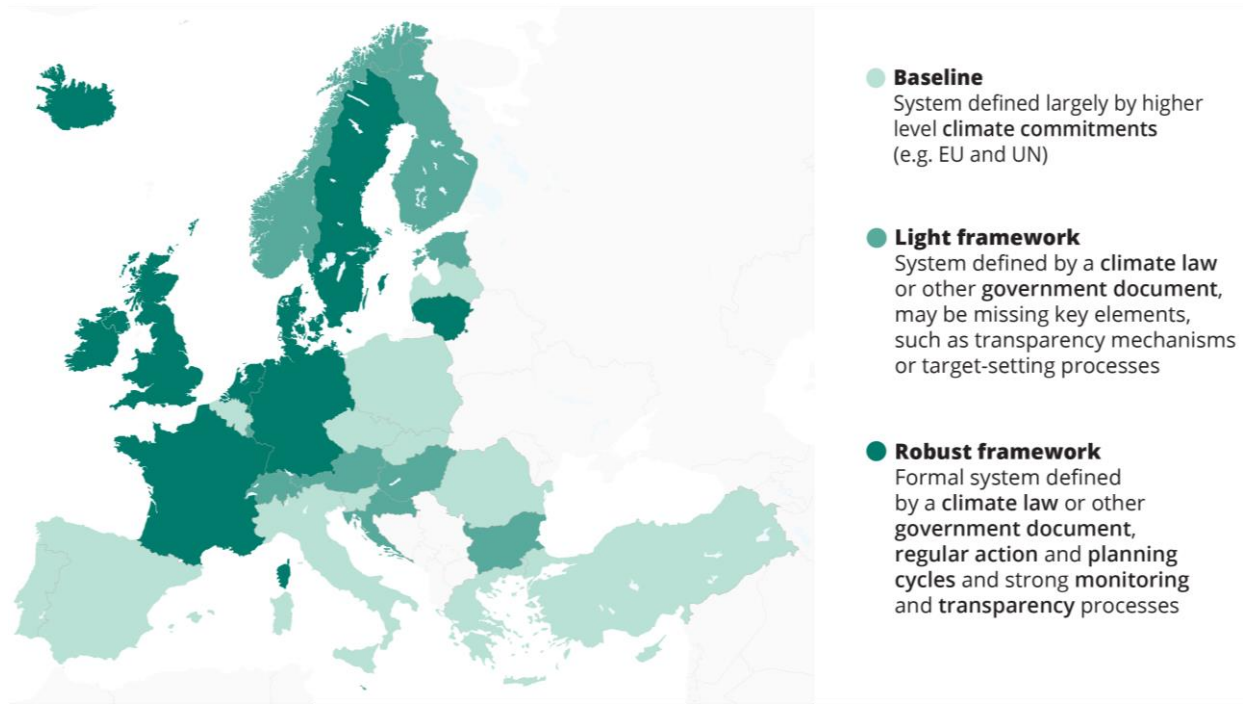 Baseline
System defined largely by higher
level climate commitments
(e.g. EU and UN)
Light framework
System defined by a climate law
or other government document,
may be missing key elements,
such as transparency mechanisms
or target-setting processes
Robust framework
Formal system defined
by a climate law or other
government document,
regular action and planning
cycles and strong monitoring
and transparency processes